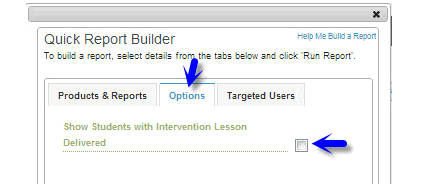 Quick Report Builder
Help Me Build a Report
To build a report, select details from the tabs below and click 'Run Report'.
Products & Reports
Options
Targeted Users
Show Students with Intervention Lesson
Delivered